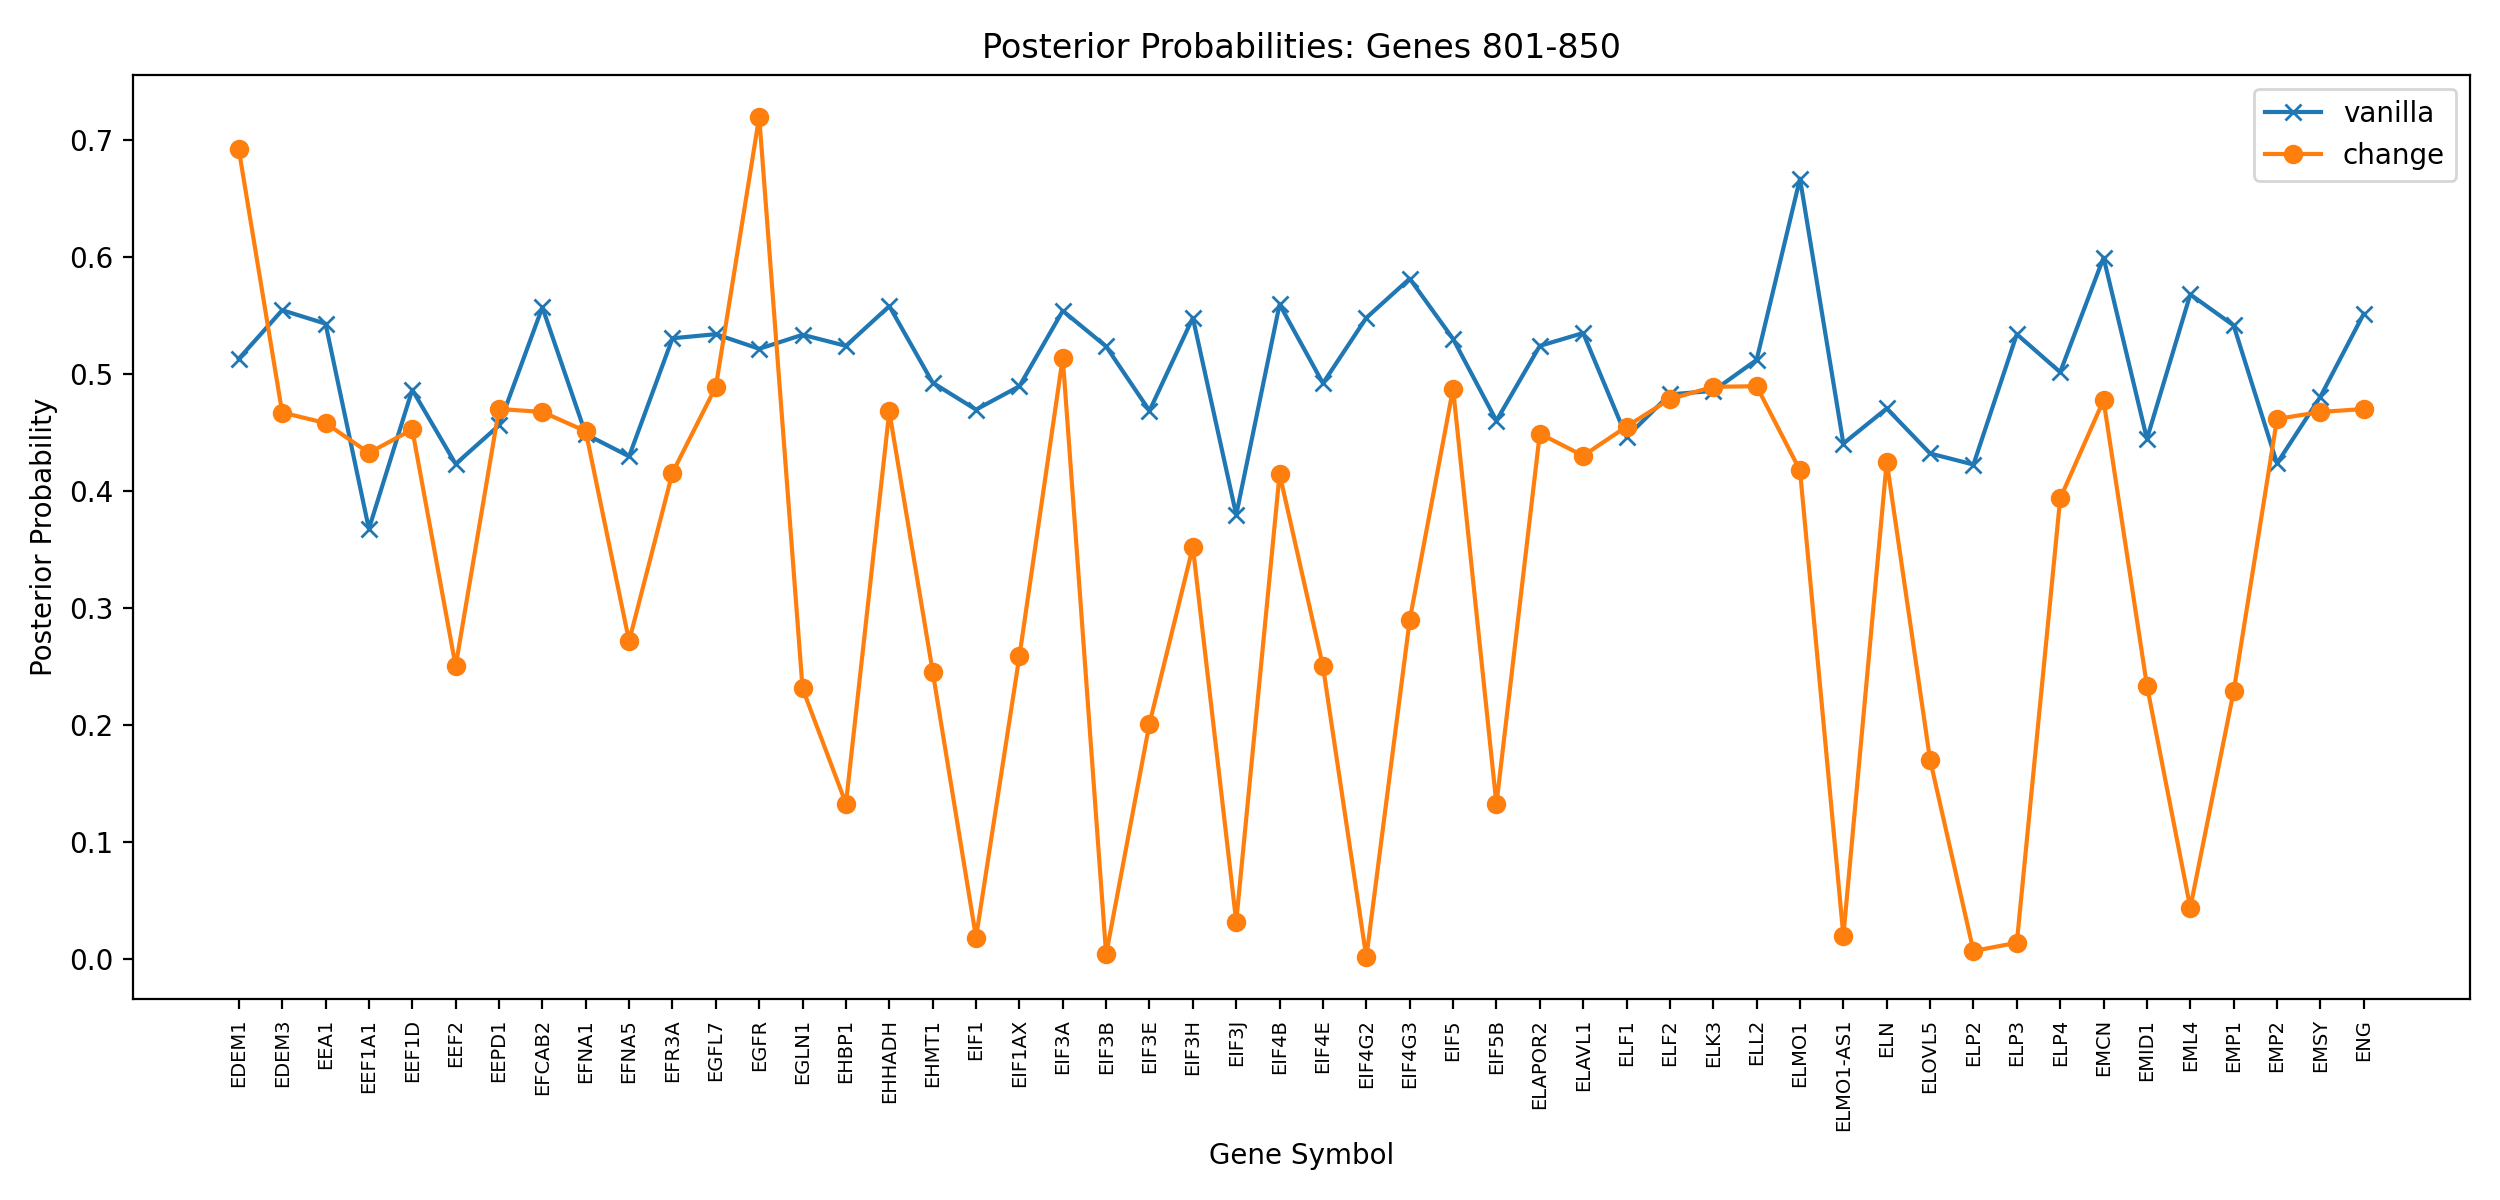 Posterior Probabilities: Genes 801-850
vanilla
change
Posterior Probability
0.7
0.6
0.5
0.4
0.3
0.2
0.1
0.0
EDEM1
EDEM3
EEA1
EEF1A1
EEF1D
EEF2
EEPD1
EFCAB2
EFNA1
EFNA5
EFR3A
EGFL7
EGFR
EGLN1
EHBP1
EHHADH
EHMT1
EIF1
EIF1AX
EIF3A
EIF3B
EIF3E
EIF3H
EIF3J
EIF4B
EIF4E
EIF4G2
EIF4G3
EIF5
EIF5B
ELAPOR2
ELAVL1
ELF1
ELF2
ELK3
ELL2
ELMO1
ELMO1-AS1
ELN
ELOVL5
ELP2
ELP3
ELP4
EMCN
EMID1
EML4
EMP1
EMP2
EMSY
ENG
Gene Symbol